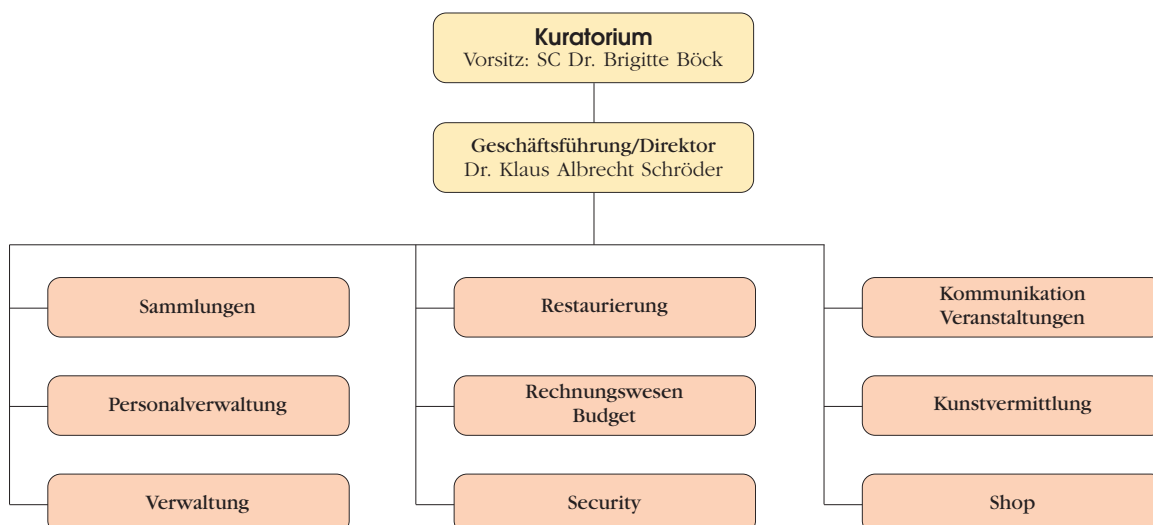 Kuratorium
Vorsitz: SC Dr. Brigitte Böck
Geschäftsführung/Direktor
Dr. Klaus Albrecht Schröder
Sammlungen
Restaurierung
Kommunikation
Veranstaltungen
Personalverwaltung
Rechnungswesen
Budget
Kunstvermittlung
Verwaltung
Security
Shop